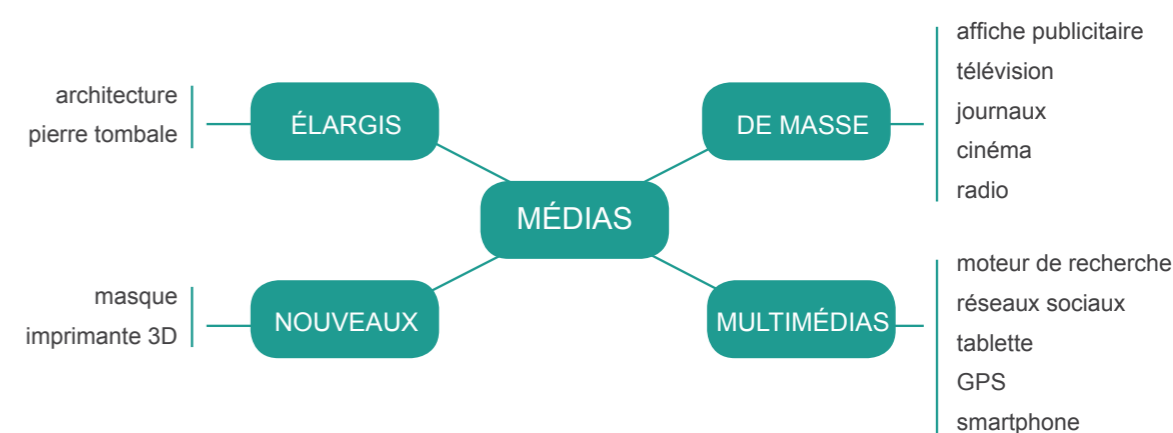 MÉDIAS
ÉLARGIS
architecture
pierre tombale
DE MASSE
affiche publicitaire
télévision
journaux
cinéma
radio
NOUVEAUX
masque
imprimante 3D
MULTIMÉDIAS
moteur de recherche
réseaux sociaux
tablette
GPS
smartphone